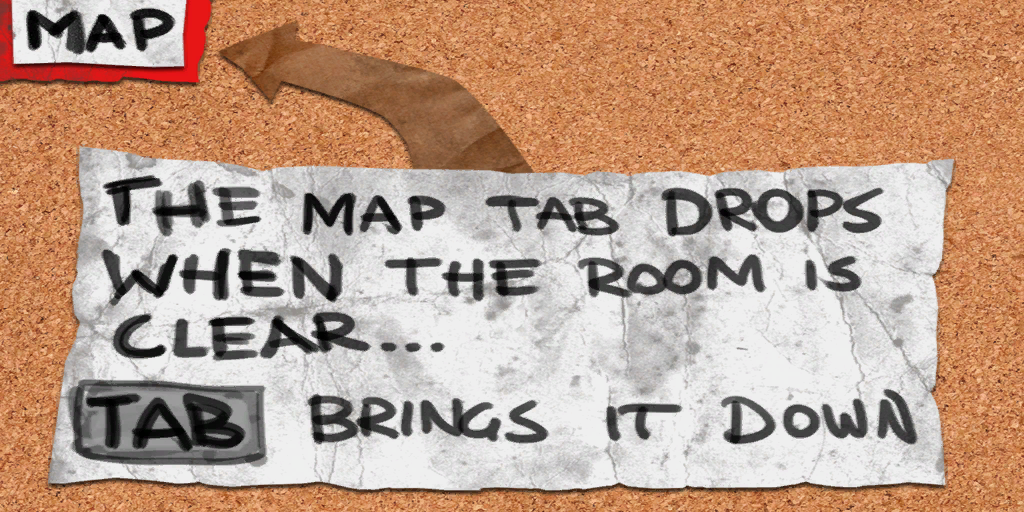 MAP
THE MAP TAB DROPS
WHEN THE ROOM IS
CLEAR...
TAB BRINGS IT DOWN